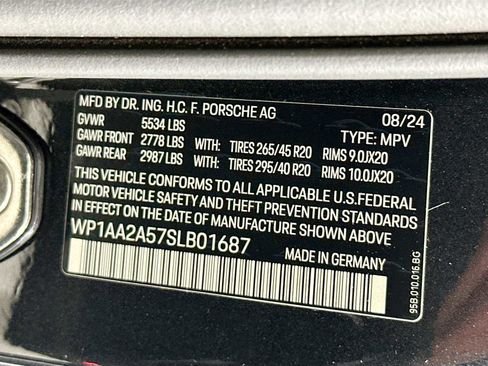 MFD BY DR. ING. H.C. F. PORSCHE AG 08/24
GVWR 5534 LBS TYPE: MPV
GAWR FRONT 2778 LBS WITH: TIRES 265/45 R20 RIMS 9.0JX20
GAWR REAR 2987 LBS WITH: TIRES 295/40 R20 RIMS 10.0JX20
THIS VEHICLE CONFORMS TO ALL APPLICABLE U.S.FEDERAL
MOTOR VEHICLE SAFETY AND THEFT PREVENTION STANDARDS
IN EFFECT ON THE DATE OF MANUFACTURE SHOWN ABOVE.
WP1AA2A57SLB01687 MADE IN GERMANY
95B.010.016.BG